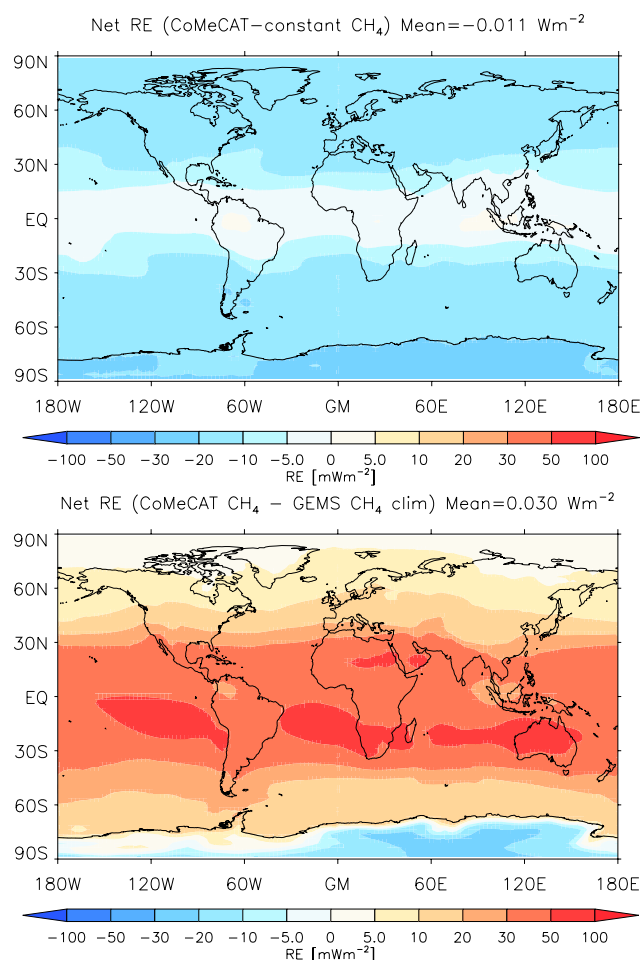 Net RE (CoMeCAT−constant CH₄) Mean=−0.011 Wm⁻²
90N
60N
30N
EQ
30S
60S
90S
180W 120W 60W GM 60E 120E 180E
−100 −50 −30 −20 −10 −5.0 0 5.0 10 20 30 50 100
RE [mWm⁻²]
Net RE (CoMeCAT CH₄ − GEMS CH₄ clim) Mean=0.030 Wm⁻²
90N
60N
30N
EQ
30S
60S
90S
180W 120W 60W GM 60E 120E 180E
−100 −50 −30 −20 −10 −5.0 0 5.0 10 20 30 50 100
RE [mWm⁻²]